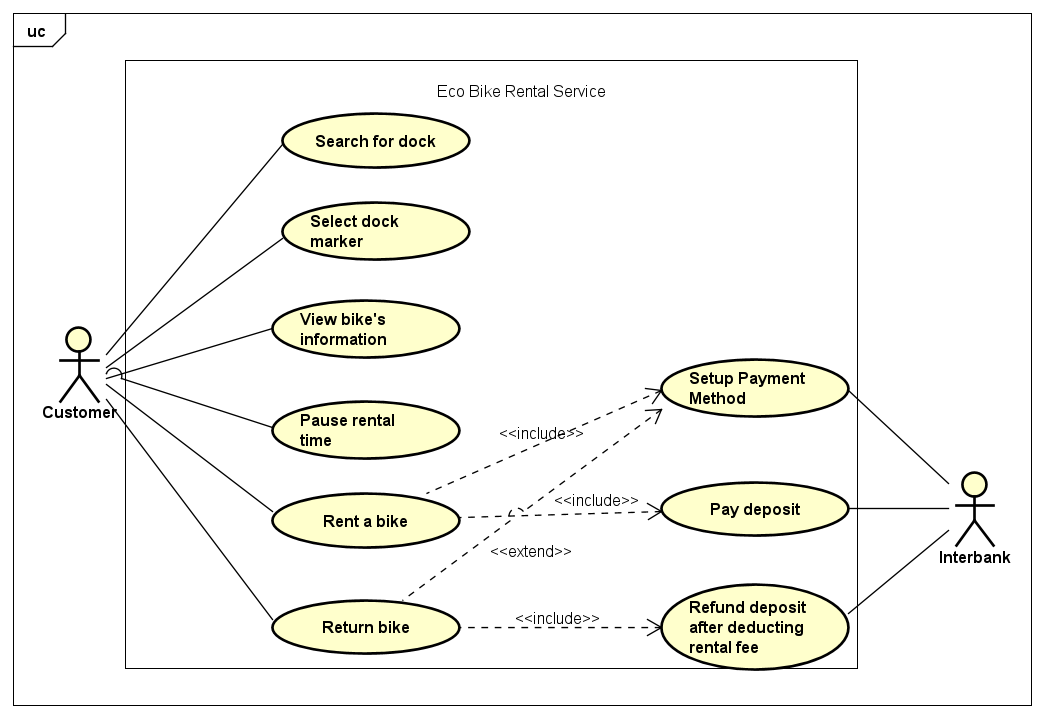 uc
Eco Bike Rental Service
Search for dock
Select dock
marker
View bike's
information
Setup Payment
Method
Customer
Pause rental
time
<<include>>
<<include>>
Pay deposit
Rent a bike
<<extend>>
Interbank
<<include>>
Return bike
Refund deposit
after deducting
rental fee